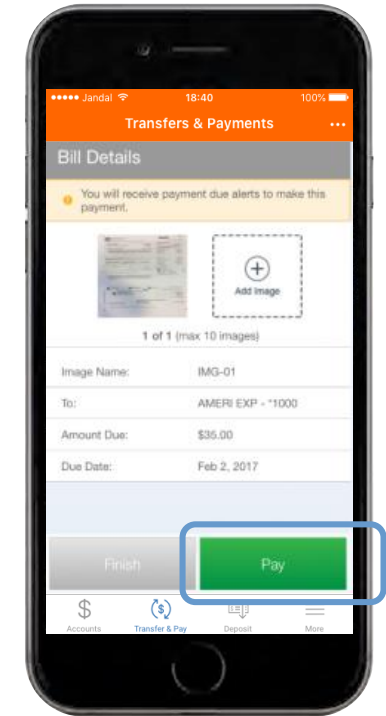 Jandal 18:40 100%
Transfers & Payments
Bill Details
You will receive payment due alerts to make this
payment.
Add Image
1 of 1 (max 10 images)
Image Name: IMG-01
To: AMERI EXP - *1000
Amount Due: $35.00
Due Date: Feb 2, 2017
Finish Pay
Accounts Transfer & Pay Deposit More